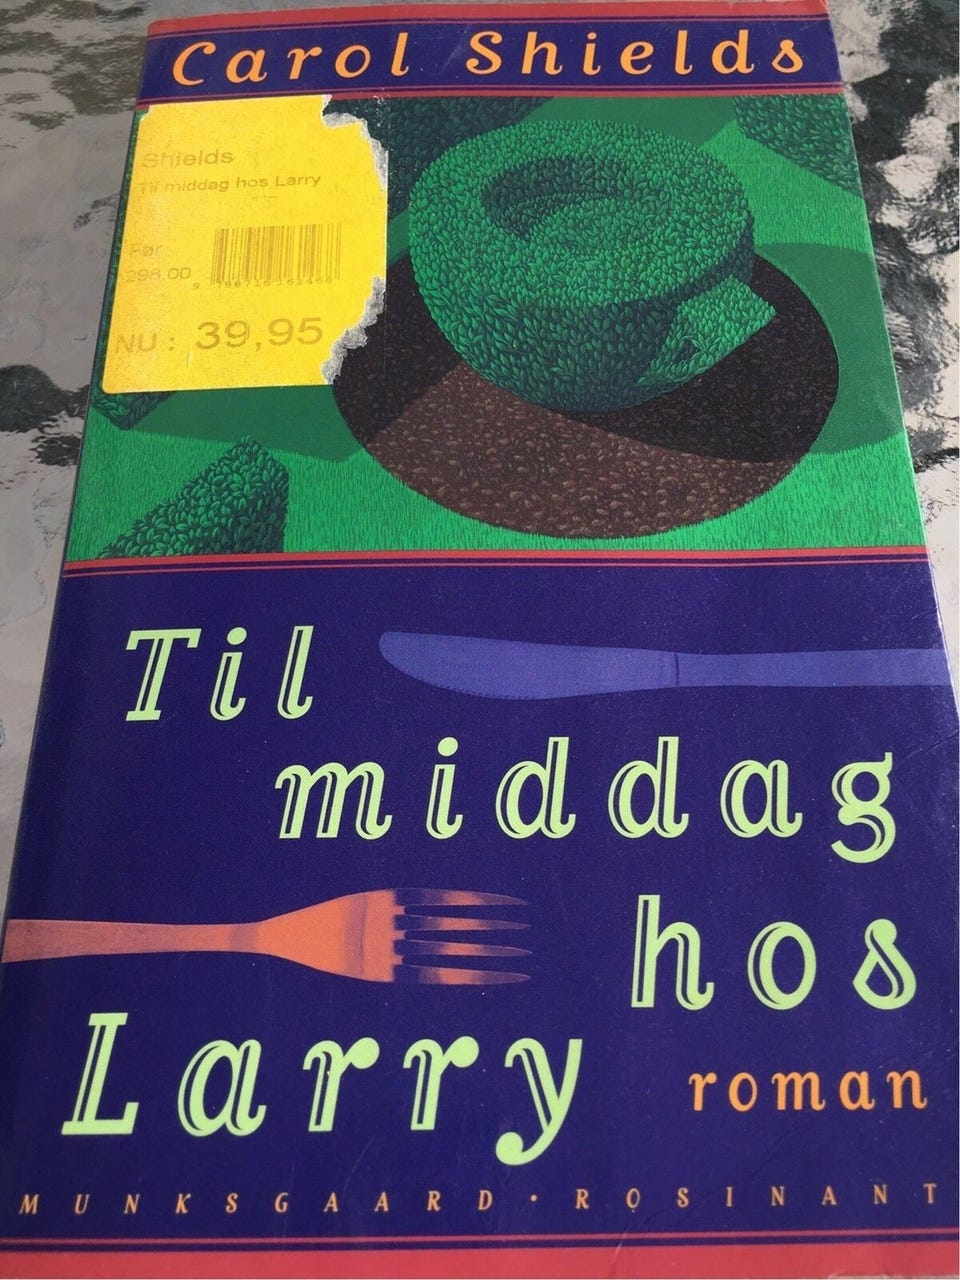 Carol Shields
Shields
Til middag hos Larry
Før
298.00
NU: 39,95
Til
middag
hos
Larry
roman
MUNKSGAARD · ROSINANT